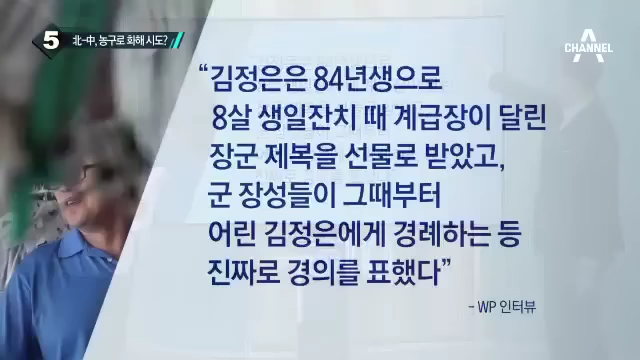 5 北-中, 농구로 화해 시도?
CHANNEL A
“김정은은 84년생으로
8살 생일잔치 때 계급장이 달린
장군 제복을 선물로 받았고,
군 장성들이 그때부터
어린 김정은에게 경례하는 등
진짜로 경의를 표했다”
- WP 인터뷰